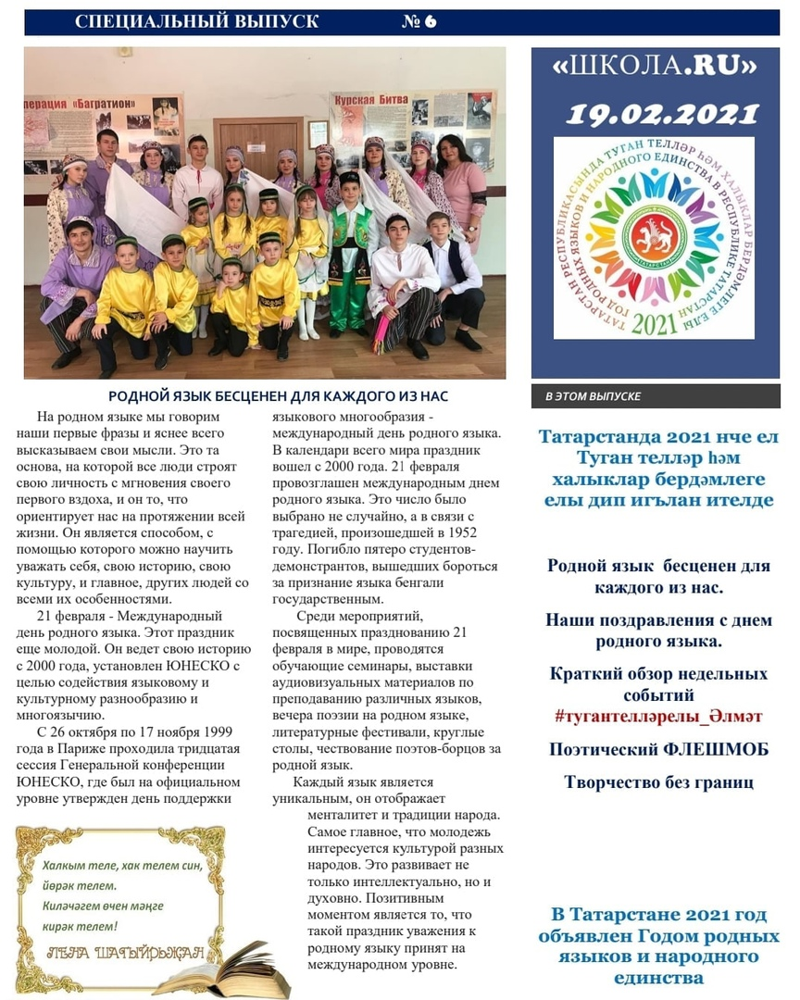 СПЕЦИАЛЬНЫЙ ВЫПУСК № 6
перация «Багратион»
Курская Битва
«ШКОЛА.RU»
19.02.2021
ТАТАРСТАН РЕСПУБЛИКАСЫНДА ТУГАН ТЕЛЛӘР ҺӘМ ХАЛЫКЛАР БЕРДӘМЛЕГЕ ЕЛЫ
ГОД РОДНЫХ ЯЗЫКОВ И НАРОДНОГО ЕДИНСТВА В РЕСПУБЛИКЕ ТАТАРСТАН
ТАТАРСТАН
2021
РОДНОЙ ЯЗЫК БЕСЦЕНЕН ДЛЯ КАЖДОГО ИЗ НАС
На родном языке мы говорим
наши первые фразы и яснее всего
высказываем свои мысли. Это та
основа, на которой все люди строят
свою личность с мгновения своего
первого вздоха, и он то, что
ориентирует нас на протяжении всей
жизни. Он является способом, с
помощью которого можно научить
уважать себя, свою историю, свою
культуру, и главное, других людей со
всеми их особенностями.
21 февраля - Международный
день родного языка. Этот праздник
еще молодой. Он ведет свою историю
с 2000 года, установлен ЮНЕСКО с
целью содействия языковому и
культурному разнообразию и
многоязычию.
С 26 октября по 17 ноября 1999
года в Париже проходила тридцатая
сессия Генеральной конференции
ЮНЕСКО, где был на официальном
уровне утвержден день поддержки
языкового многообразия -
международный день родного языка.
В календари всего мира праздник
вошел с 2000 года. 21 февраля
провозглашен международным днем
родного языка. Это число было
выбрано не случайно, а в связи с
трагедией, произошедшей в 1952
году. Погибло пятеро студентов-
демонстрантов, вышедших бороться
за признание языка бенгали
государственным.
Среди мероприятий,
посвященных празднованию 21
февраля в мире, проводятся
обучающие семинары, выставки
аудиовизуальных материалов по
преподаванию различных языков,
вечера поэзии на родном языке,
литературные фестивали, круглые
столы, чествование поэтов-борцов за
родной язык.
Каждый язык является
уникальным, он отображает
менталитет и традиции народа.
Самое главное, что молодежь
интересуется культурой разных
народов. Это развивает не
только интеллектуально, но и
духовно. Позитивным
моментом является то, что
такой праздник уважения к
родному языку принят на
международном уровне.
Халкым теле, хак телем син,
йөрәк телем.
Киләчәгем өчен мәңге
кирәк телем!
ЛЕНА ШАГЫЙРЬҖАН
В ЭТОМ ВЫПУСКЕ
Татарстанда 2021 нче ел
Туган телләр һәм
халыклар бердәмлеге
елы дип игълан ителде
Родной язык бесценен для
каждого из нас.
Наши поздравления с днем
родного языка.
Краткий обзор недельных
событий
#тугантелләрелы_Әлмәт
Поэтический ФЛЕШМОБ
Творчество без границ
В Татарстане 2021 год
объявлен Годом родных
языков и народного
единства